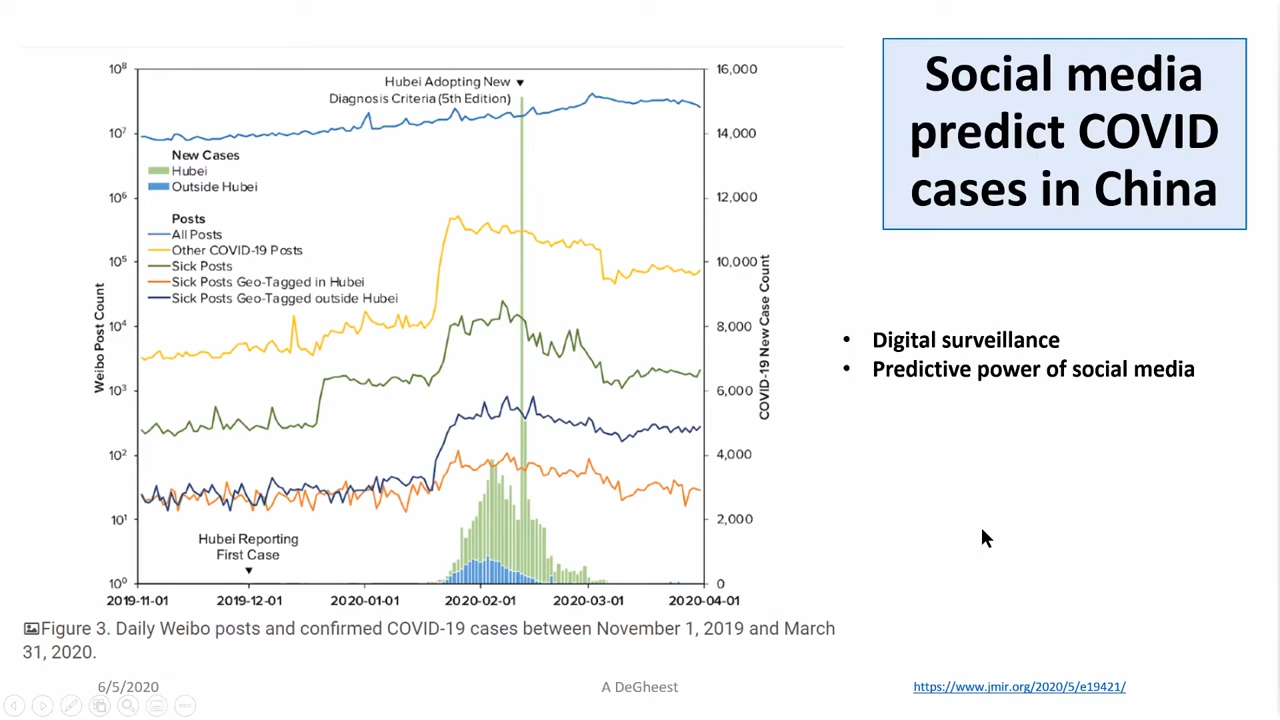 Social media
predict COVID
cases in China
Hubei Adopting New
Diagnosis Criteria (5th Edition)
New Cases
Hubei
Outside Hubei
Posts
All Posts
Other COVID-19 Posts
Sick Posts
Sick Posts Geo-Tagged in Hubei
Sick Posts Geo-Tagged outside Hubei
Hubei Reporting
First Case
Weibo Post Count
10⁸
10⁷
10⁶
10⁵
10⁴
10³
10²
10¹
10⁰
16,000
14,000
12,000
10,000
8,000
6,000
4,000
2,000
0
COVID-19 New Case Count
2019-11-01
2019-12-01
2020-01-01
2020-02-01
2020-03-01
2020-04-01
Figure 3. Daily Weibo posts and confirmed COVID-19 cases between November 1, 2019 and March
31, 2020.
• Digital surveillance
• Predictive power of social media
6/5/2020
A DeGheest
https://www.jmir.org/2020/5/e19421/